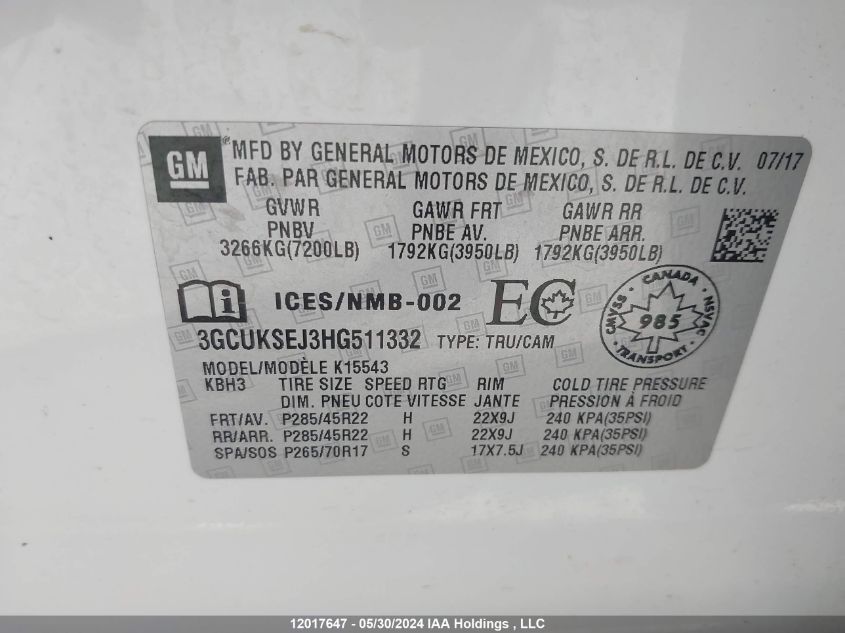 GM MFD BY GENERAL MOTORS DE MEXICO, S. DE R.L. DE C.V. 07/17
FAB. PAR GENERAL MOTORS DE MEXICO, S. DE R.L. DE C.V.
GVWR GAWR FRT GAWR RR
PNBV PNBE AV. PNBE ARR.
3266KG(7200LB) 1792KG(3950LB) 1792KG(3950LB)
ICES/NMB-002 EC CANADA CMVSS NSVAC 985 TRANSPORT
3GCUKSEJ3HG511332 TYPE: TRU/CAM
MODEL/MODÈLE K15543
KBH3 TIRE SIZE SPEED RTG RIM COLD TIRE PRESSURE
DIM. PNEU COTE VITESSE JANTE PRESSION À FROID
FRT/AV. P285/45R22 H 22X9J 240 KPA(35PSI)
RR/ARR. P285/45R22 H 22X9J 240 KPA(35PSI)
SPA/SOS P265/70R17 S 17X7.5J 240 KPA(35PSI)
12017647 - 05/30/2024 IAA Holdings , LLC